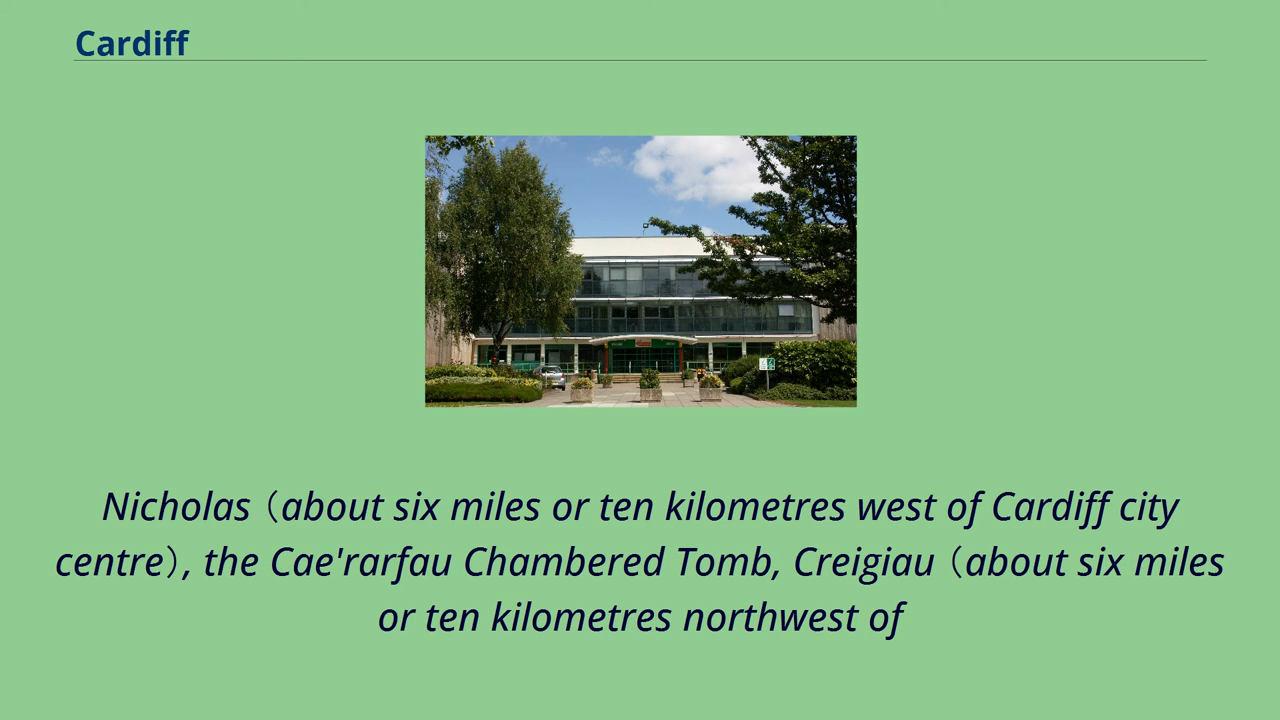 Cardiff
Nicholas (about six miles or ten kilometres west of Cardiff city
centre), the Cae'rarfau Chambered Tomb, Creigiau (about six miles
or ten kilometres northwest of